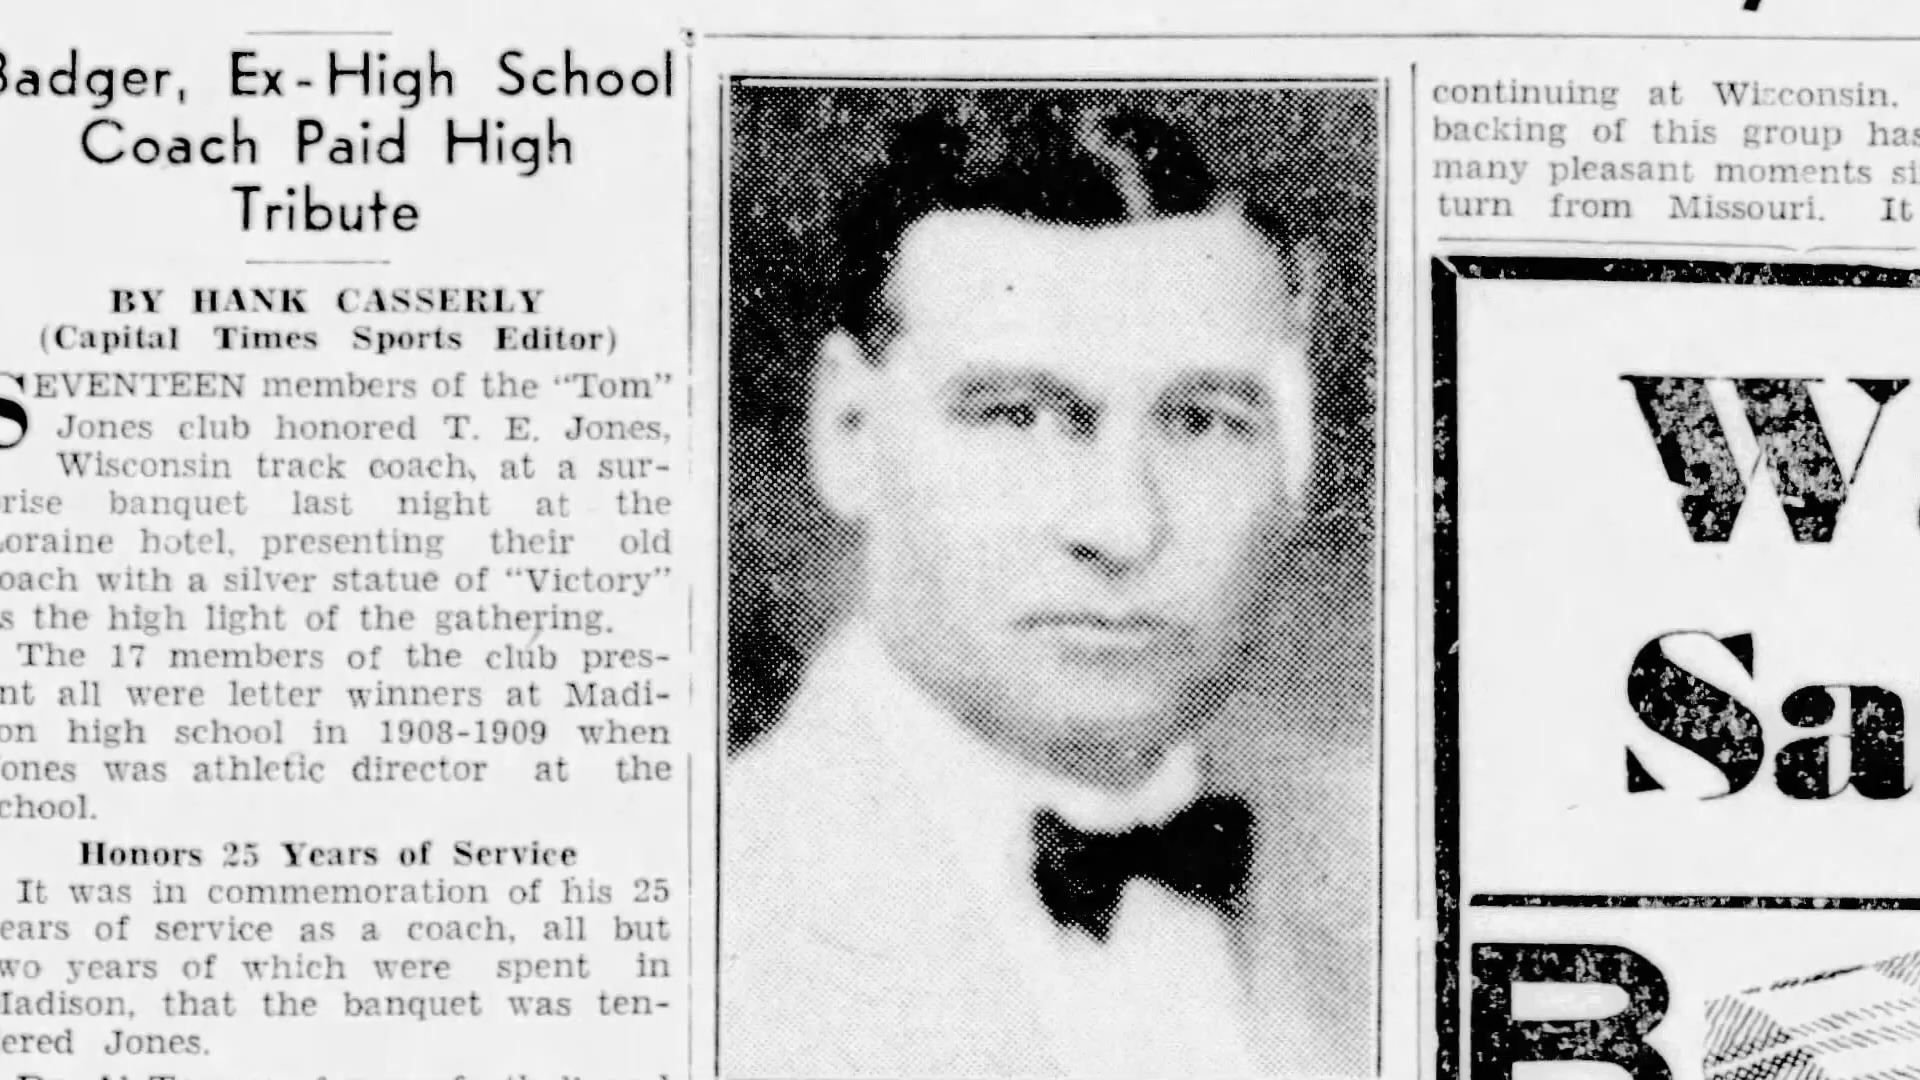 Badger, Ex-High School
Coach Paid High
Tribute
BY HANK CASSERLY
(Capital Times Sports Editor)
SEVENTEEN members of the "Tom"
Jones club honored T. E. Jones,
Wisconsin track coach, at a sur-
rise banquet last night at the
oraine hotel, presenting their old
oach with a silver statue of "Victory"
s the high light of the gathering.
The 17 members of the club pres-
nt all were letter winners at Madi-
on high school in 1908-1909 when
ones was athletic director at the
chool.
Honors 25 Years of Service
It was in commemoration of his 25
ears of service as a coach, all but
wo years of which were spent in
Madison, that the banquet was ten-
ered Jones.
continuing at Wisconsin.
backing of this group has
many pleasant moments si
turn from Missouri. It
W
Sa
B